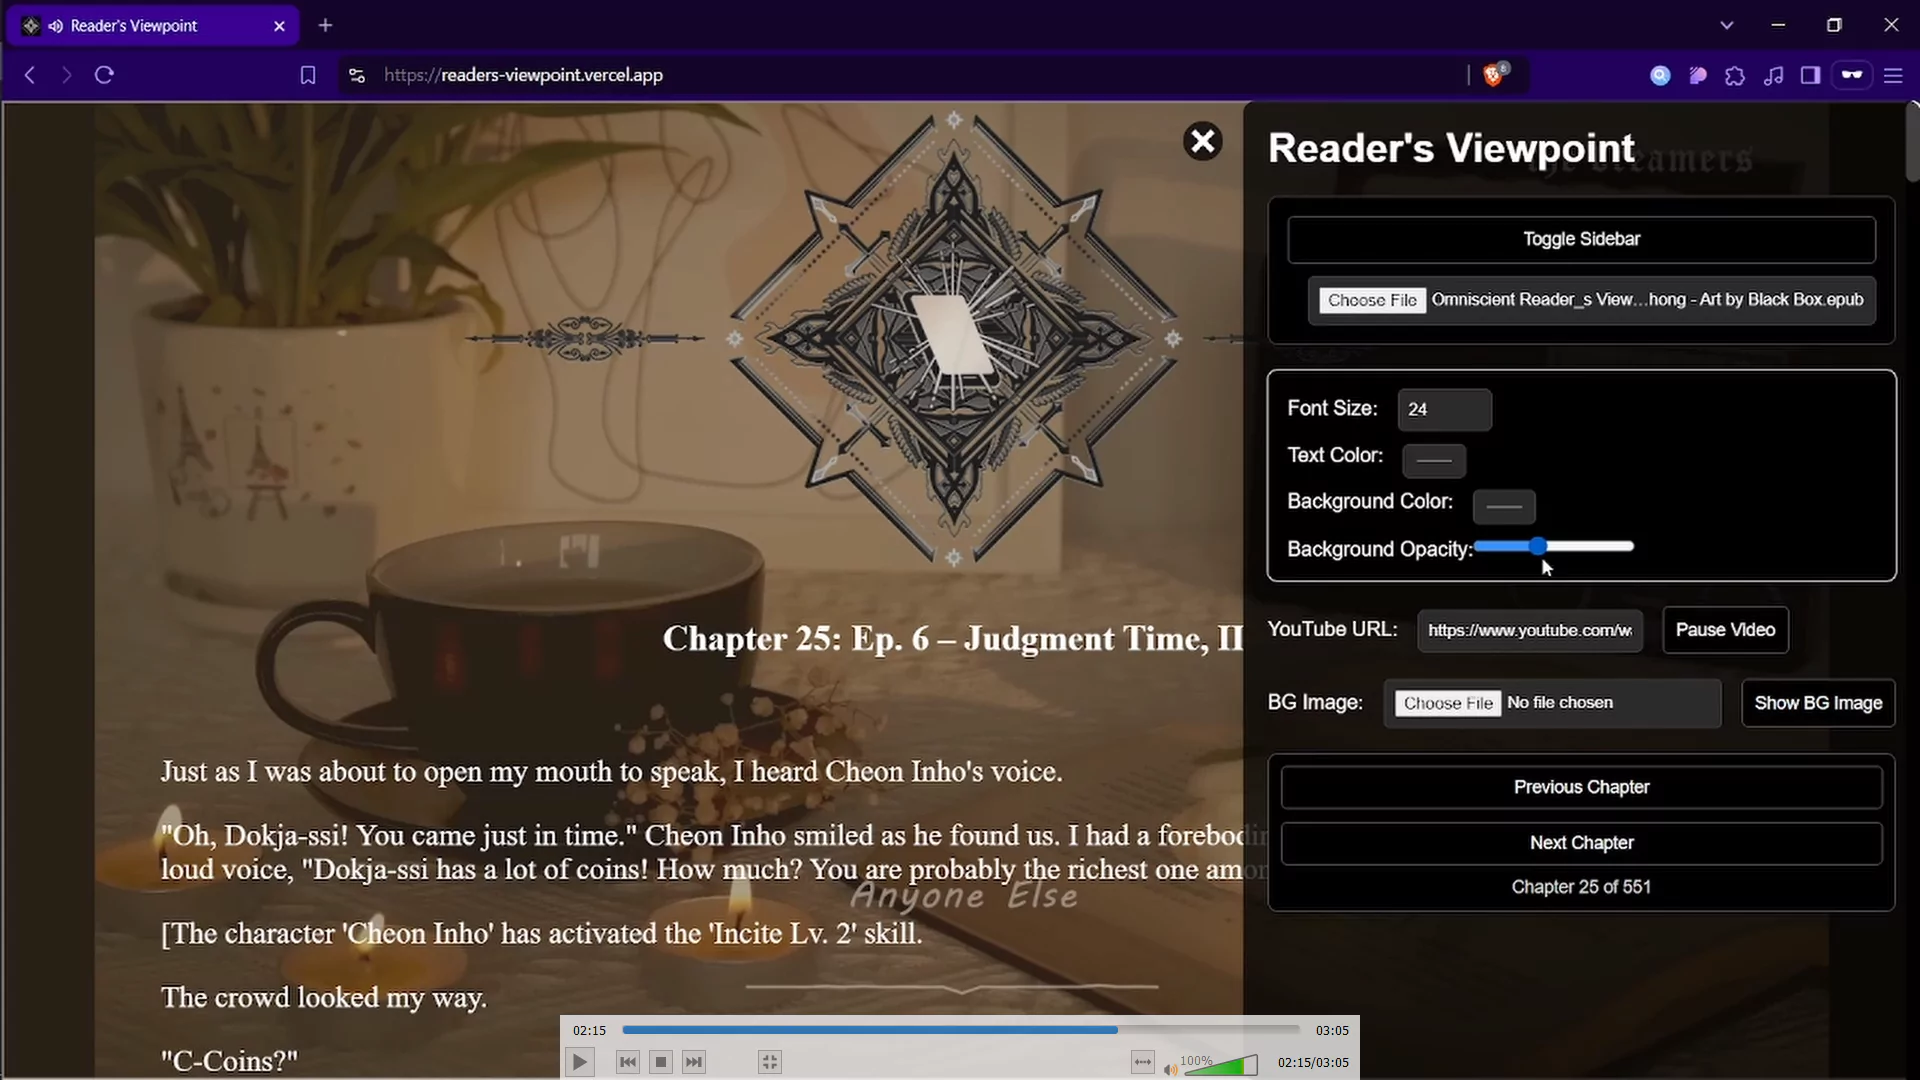 Reader's Viewpoint
https://readers-viewpoint.vercel.app
6
Reader's Viewpoint
Toggle Sidebar
Choose File Omniscient Reader_s View...hong - Art by Black Box.epub
Font Size: 24
Text Color:
Background Color:
Background Opacity:
YouTube URL: https://www.youtube.com/w
Pause Video
BG Image: Choose File No file chosen
Show BG Image
Previous Chapter
Next Chapter
Chapter 25 of 551
Chapter 25: Ep. 6 – Judgment Time, II
Just as I was about to open my mouth to speak, I heard Cheon Inho's voice.
"Oh, Dokja-ssi! You came just in time." Cheon Inho smiled as he found us. I had a forebodin
loud voice, "Dokja-ssi has a lot of coins! How much? You are probably the richest one amon
Anyone Else
[The character 'Cheon Inho' has activated the 'Incite Lv. 2' skill.
The crowd looked my way.
"C-Coins?"
02:15 03:05
100%
02:15/03:05